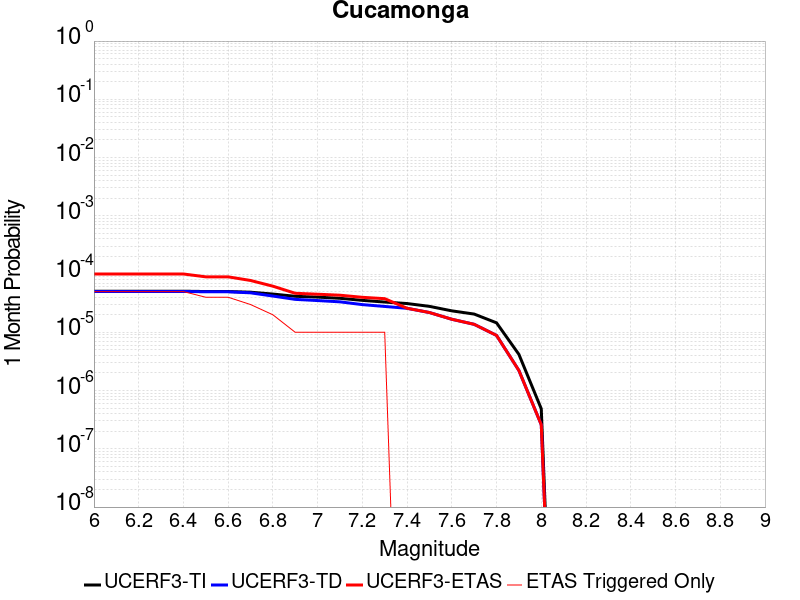 Cucamonga
1 Month Probability
10^0
10^-1
10^-2
10^-3
10^-4
10^-5
10^-6
10^-7
10^-8
6 6.2 6.4 6.6 6.8 7 7.2 7.4 7.6 7.8 8 8.2 8.4 8.6 8.8 9
Magnitude
UCERF3-TI UCERF3-TD UCERF3-ETAS ETAS Triggered Only